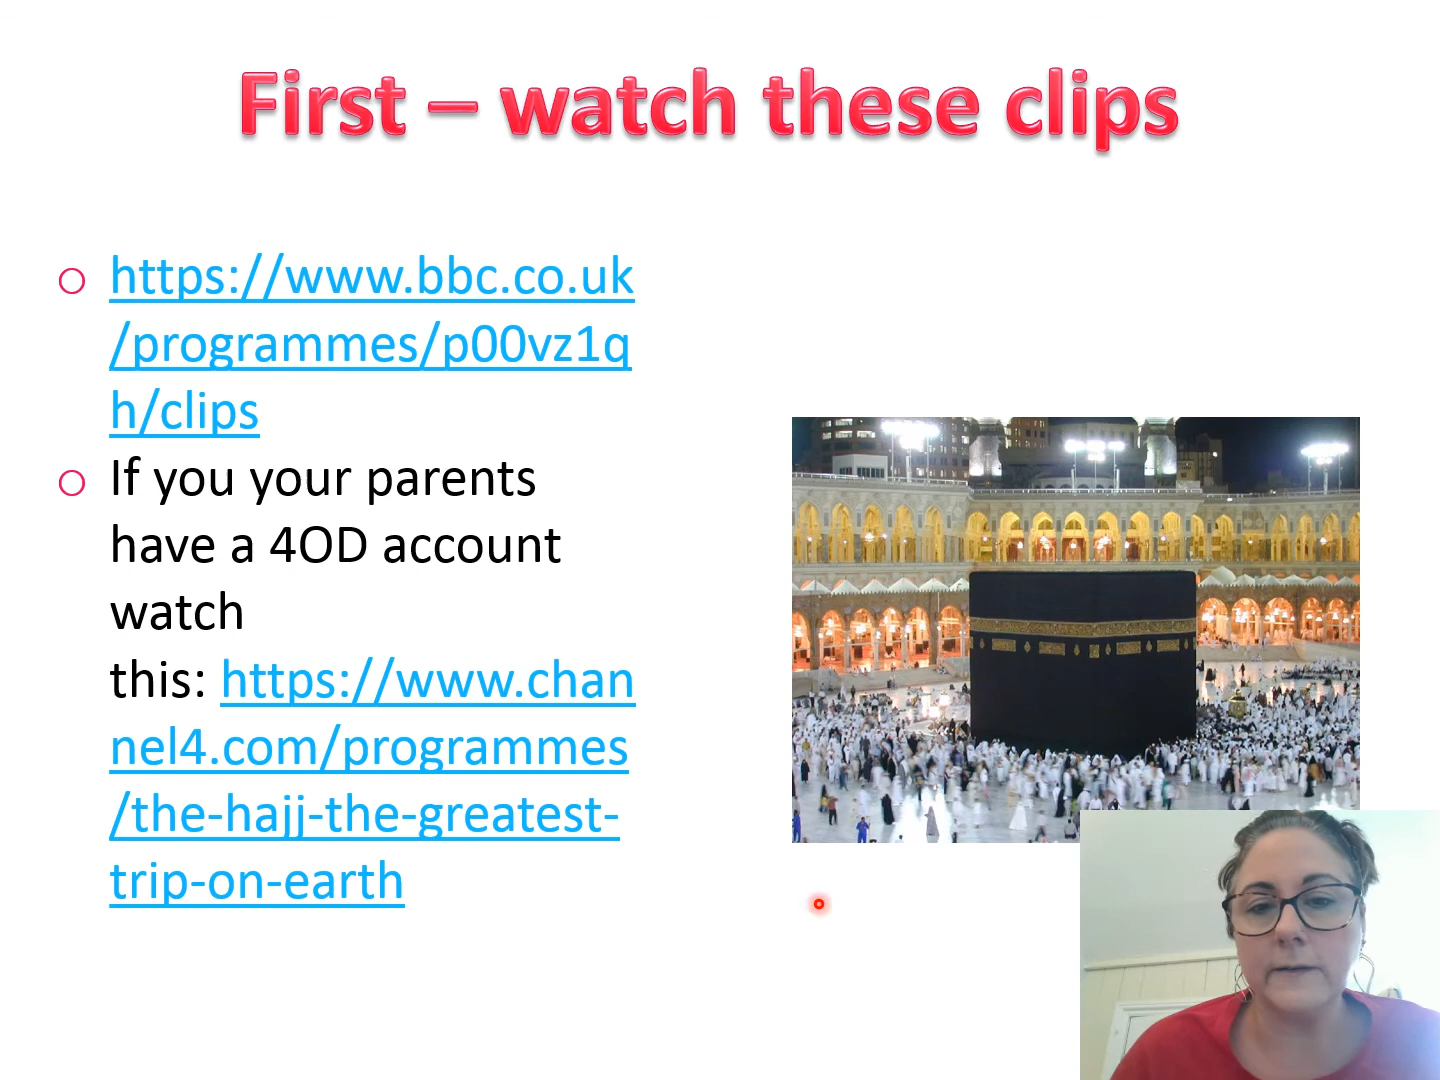 First – watch these clips
https://www.bbc.co.uk
/programmes/p00vz1q
h/clips
If you your parents
have a 4OD account
watch
this: https://www.chan
nel4.com/programmes
/the-hajj-the-greatest-
trip-on-earth